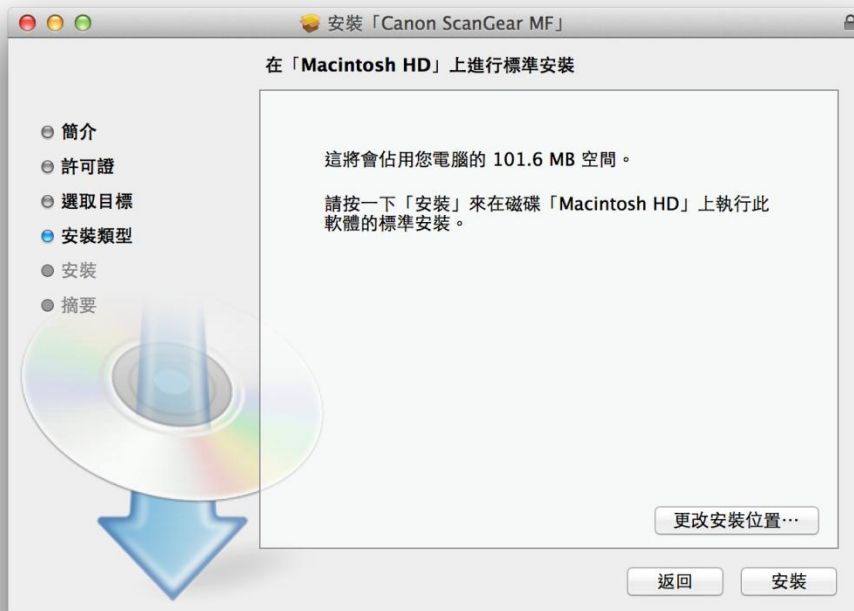 安裝「Canon ScanGear MF」
在「Macintosh HD」上進行標準安裝
簡介
許可證
選取目標
安裝類型
安裝
摘要
這將會佔用您電腦的 101.6 MB 空間。
請按一下「安裝」來在磁碟「Macintosh HD」上執行此
軟體的標準安裝。
更改安裝位置⋯
返回
安裝